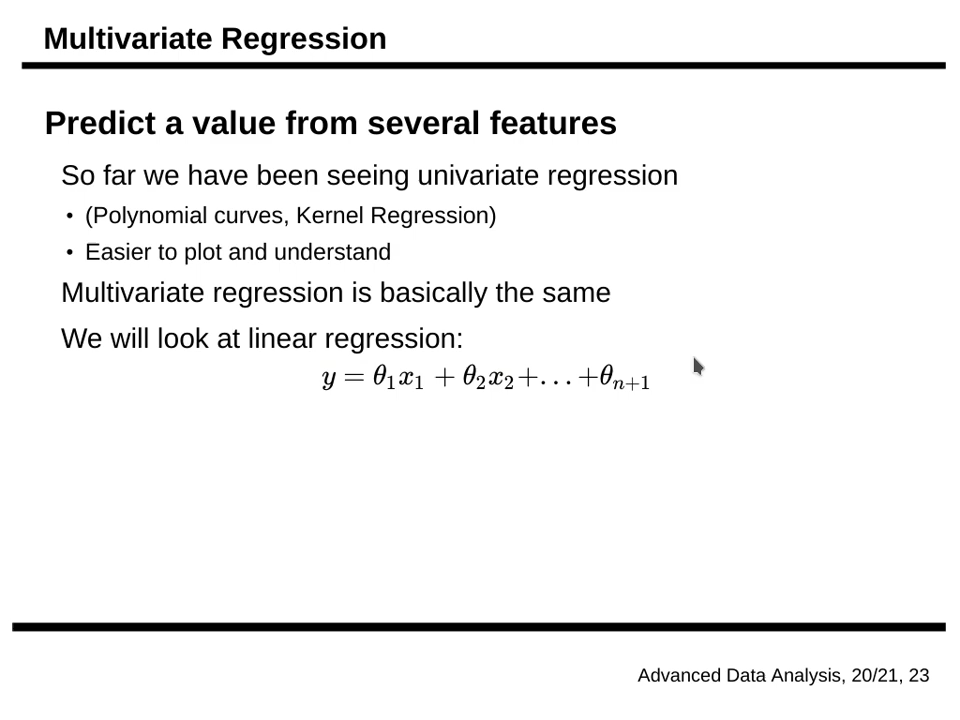 Multivariate Regression
Predict a value from several features
So far we have been seeing univariate regression
• (Polynomial curves, Kernel Regression)
• Easier to plot and understand
Multivariate regression is basically the same
We will look at linear regression:
y = θ₁x₁ + θ₂x₂+...+θₙ₊₁
Advanced Data Analysis, 20/21, 23